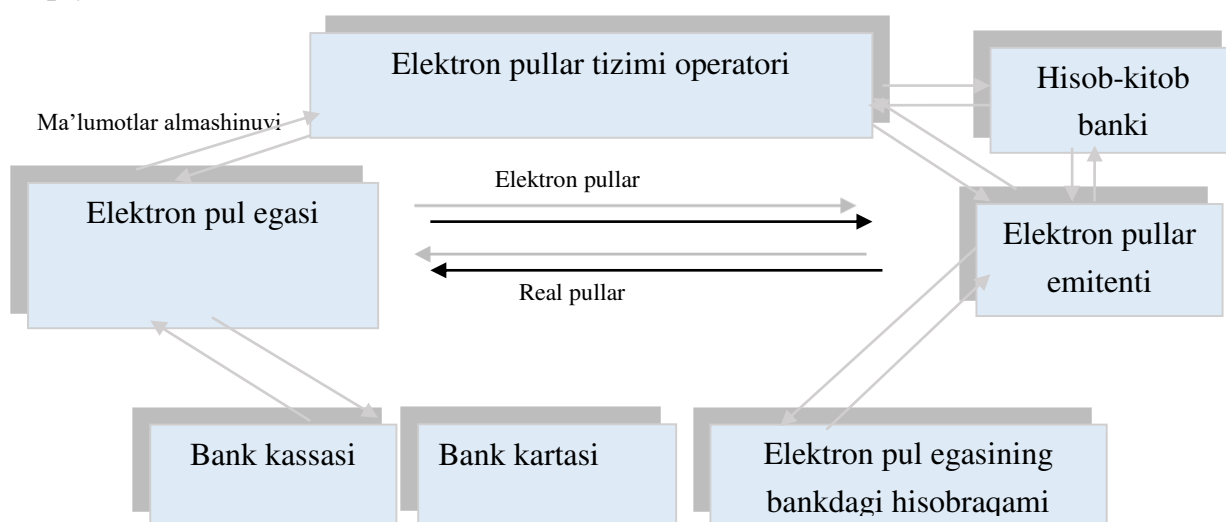 Elektron pullar tizimi operatori
Hisob-kitob
banki
Ma’lumotlar almashinuvi
Elektron pullar
Elektron pul egasi
Elektron pullar
emitenti
Real pullar
Bank kassasi
Bank kartasi
Elektron pul egasining
bankdagi hisobraqami